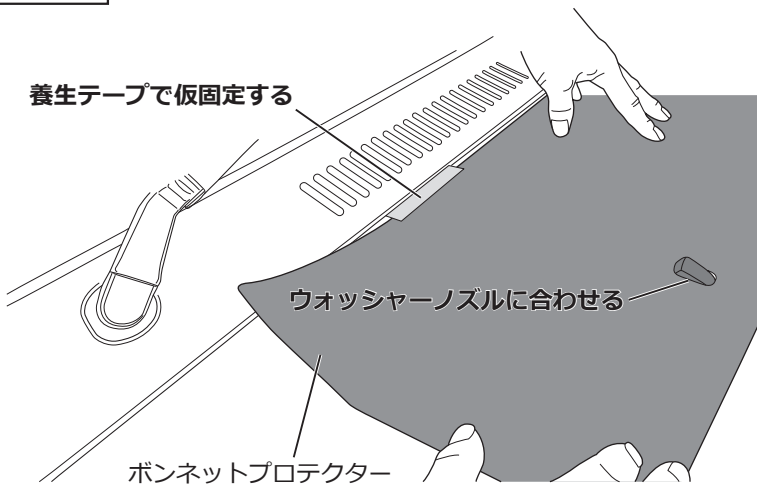 養生テープで仮固定する
ウォッシャーノズルに合わせる
ボンネットプロテクター